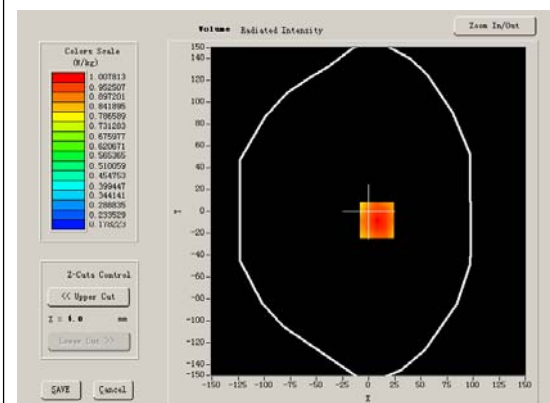 Volume Radiated Intensity
Zoom In/Out
Colors Scale
(W/kg)
1.007813
0.952507
0.897201
0.841895
0.786589
0.731283
0.675977
0.620671
0.565365
0.510059
0.454753
0.399447
0.344141
0.288835
0.233529
0.178223
Z-Cuts Control
<< Upper Cut
Z = 4.0 mm
Lower Cut >>
SAVE
Cancel
150
140
120
100
80
60
40
20
0
-20
-40
-60
-80
-100
-120
-140
-150
Y
-150 -125 -100 -75 -50 -25 0 25 50 75 100 125 150
X